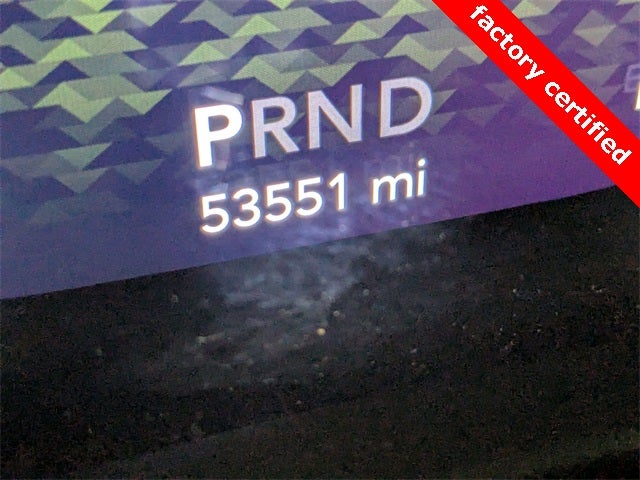 factory certified
PRND
53551 mi